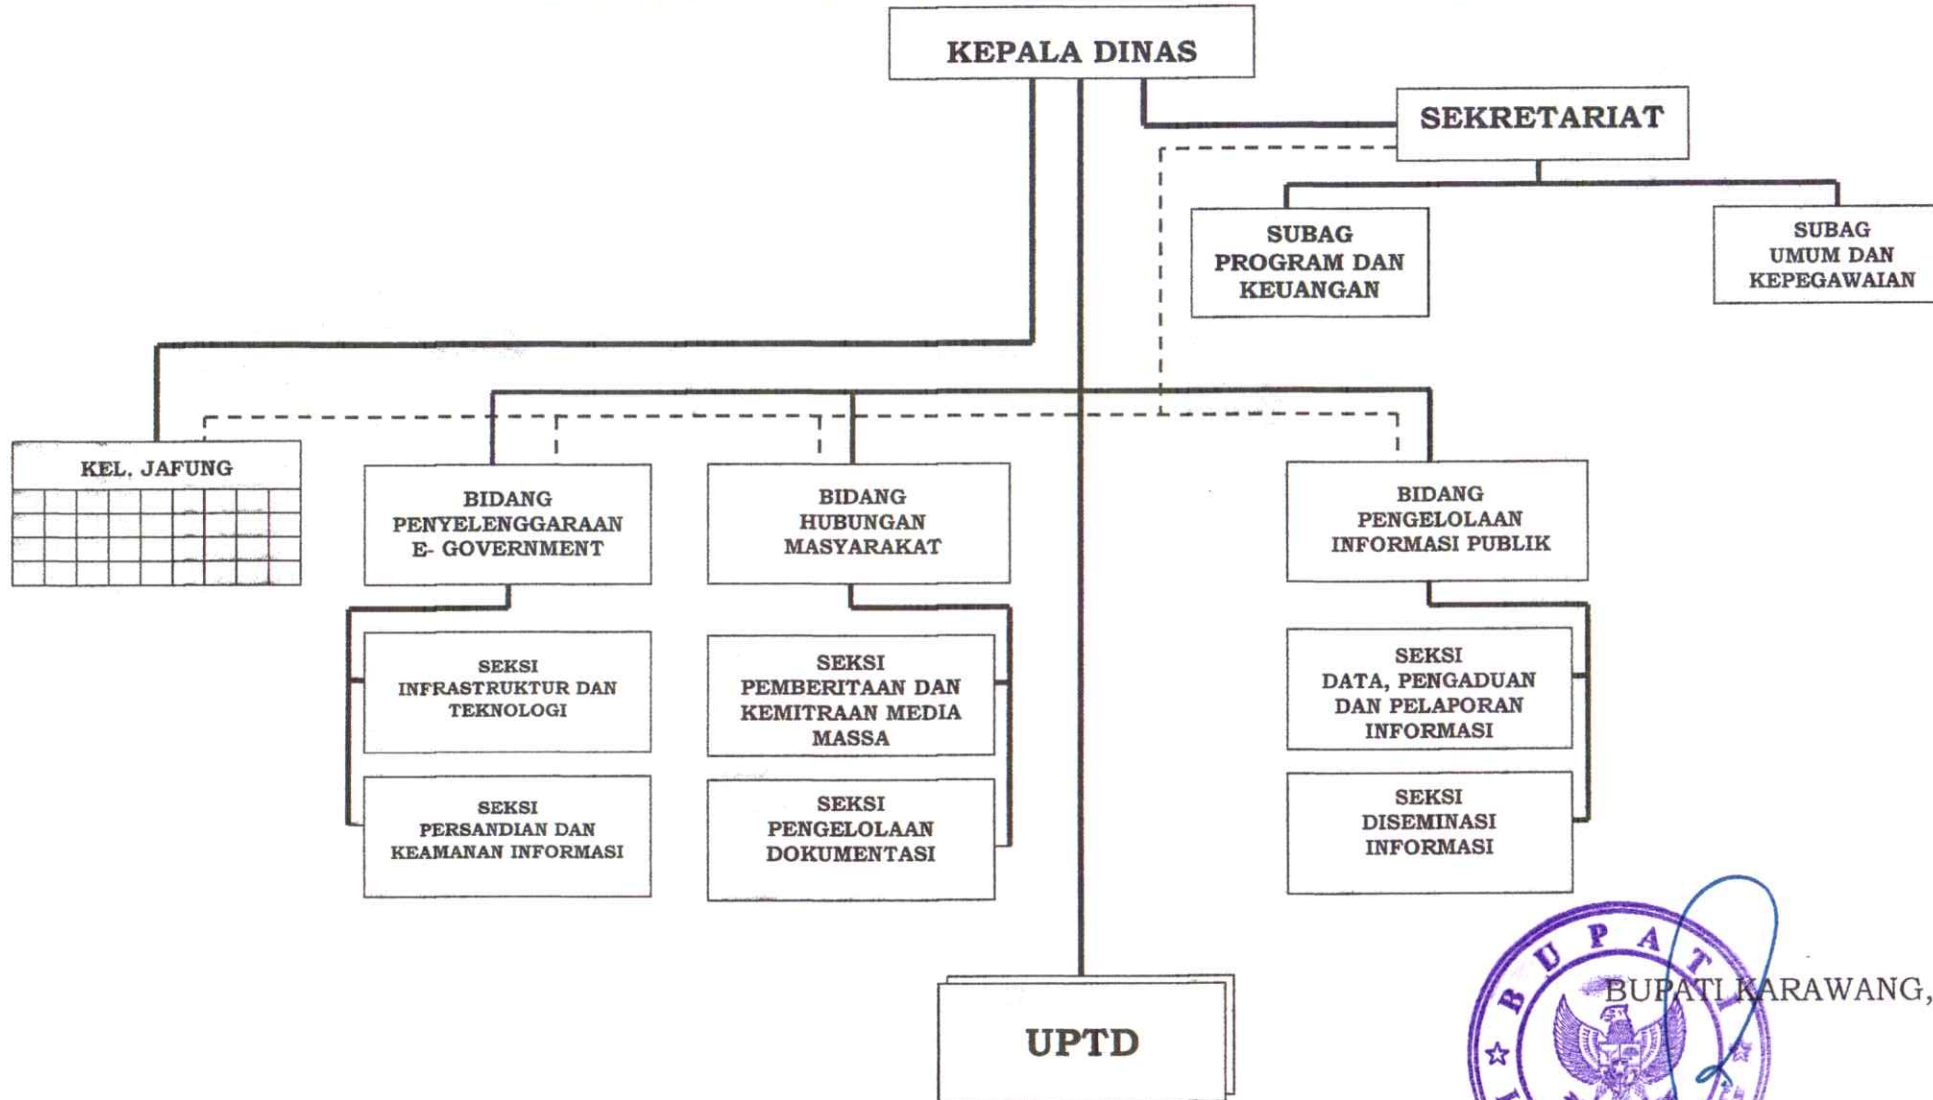 KEPALA DINAS
SEKRETARIAT
SUBAG
PROGRAM DAN
KEUANGAN
SUBAG
UMUM DAN
KEPEGAWAIAN
KEL. JAFUNG
BIDANG
PENYELENGGARAAN
E- GOVERNMENT
BIDANG
HUBUNGAN
MASYARAKAT
BIDANG
PENGELOLAAN
INFORMASI PUBLIK
SEKSI
INFRASTRUKTUR DAN
TEKNOLOGI
SEKSI
PEMBERITAAN DAN
KEMITRAAN MEDIA
MASSA
SEKSI
DATA, PENGADUAN
DAN PELAPORAN
INFORMASI
SEKSI
PERSANDIAN DAN
KEAMANAN INFORMASI
SEKSI
PENGELOLAAN
DOKUMENTASI
SEKSI
DISEMINASI
INFORMASI
UPTD
BUPATI KARAWANG,
BUPATI